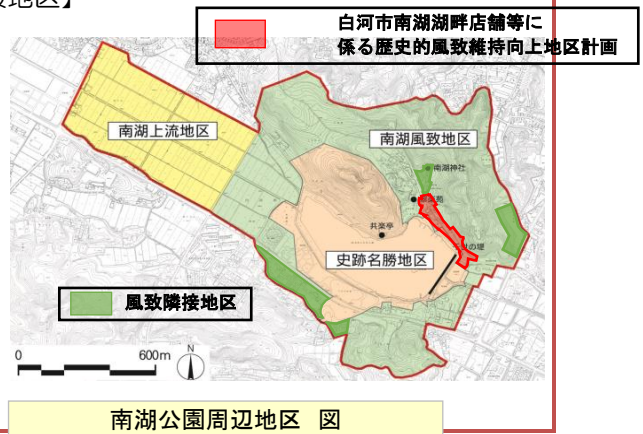 地区】
白河市南湖湖畔店舗等に
係る歴史的風致維持向上地区計画
南湖上流地区
南湖風致地区
南湖神社
共楽亭
史跡名勝地区
風致隣接地区
0 600m N
南湖公園周辺地区 図